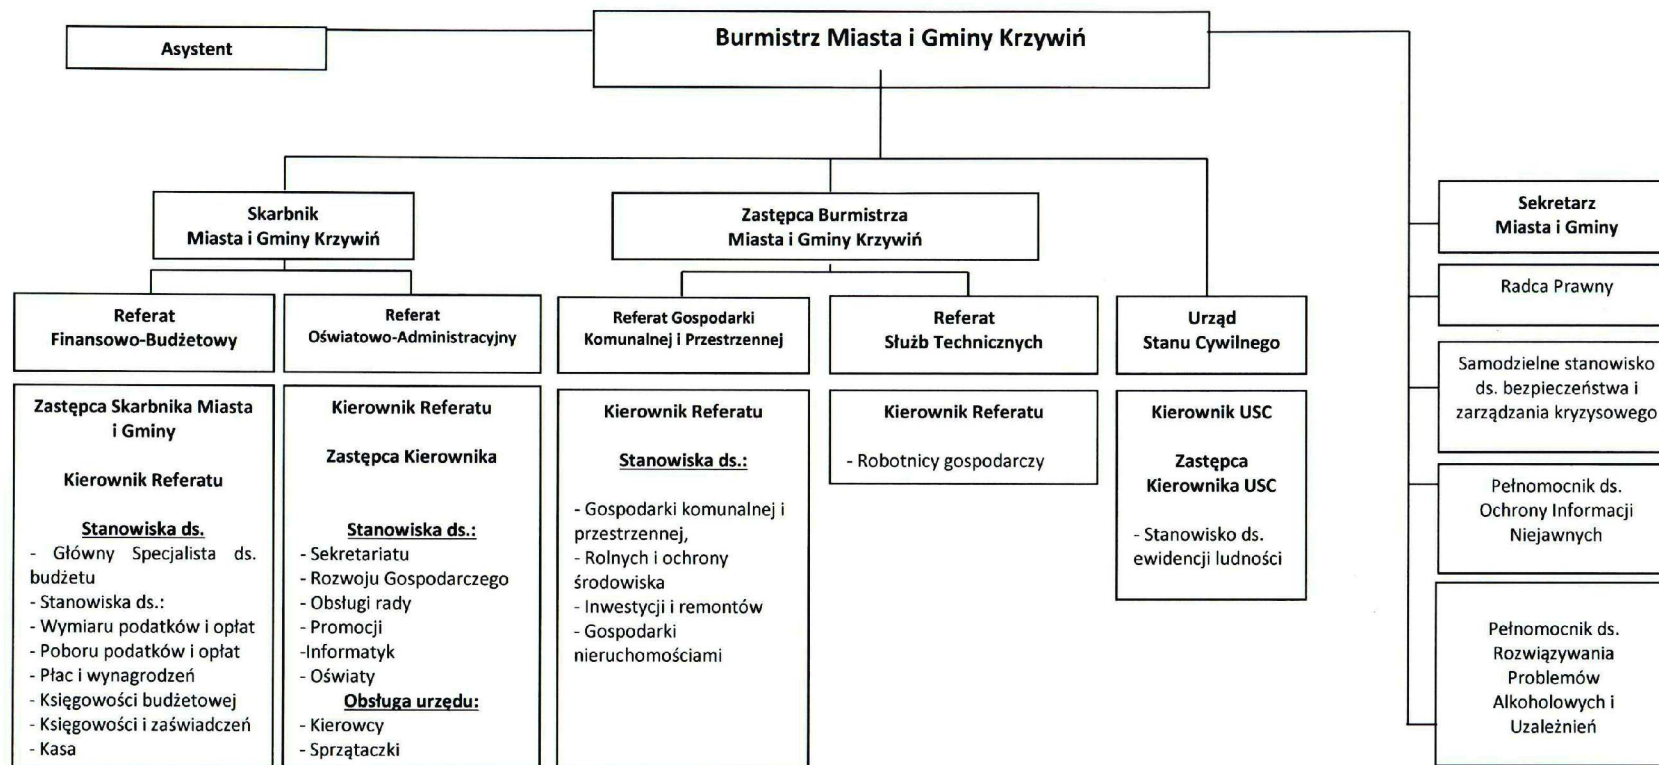 Burmistrz Miasta i Gminy Krzywiń
Asystent
Skarbnik
Miasta i Gminy Krzywiń
Zastępca Burmistrza
Miasta i Gminy Krzywiń
Referat
Finansowo-Budżetowy
Referat
Oświatowo-Administracyjny
Referat Gospodarki
Komunalnej i Przestrzennej
Referat
Służb Technicznych
Urząd
Stanu Cywilnego
Zastępca Skarbnika Miasta
i Gminy
Kierownik Referatu
Stanowiska ds.
- Główny Specjalista ds.
budżetu
- Stanowiska ds.:
- Wymiaru podatków i opłat
- Poboru podatków i opłat
- Płac i wynagrodzeń
- Księgowości budżetowej
- Księgowości i zaświadczeń
- Kasa
Kierownik Referatu
Zastępca Kierownika
Stanowiska ds.:
- Sekretariatu
- Rozwoju Gospodarczego
- Obsługi rady
- Promocji
-Informatyk
- Oświaty
Obsługa urzędu:
- Kierowcy
- Sprzątaczki
Kierownik Referatu
Stanowiska ds.:
- Gospodarki komunalnej i
przestrzennej,
- Rolnych i ochrony
środowiska
- Inwestycji i remontów
- Gospodarki
nieruchomościami
Kierownik Referatu
- Robotnicy gospodarczy
Kierownik USC
Zastępca
Kierownika USC
- Stanowisko ds.
ewidencji ludności
Sekretarz
Miasta i Gminy
Radca Prawny
Samodzielne stanowisko
ds. bezpieczeństwa i
zarządzania kryzysowego
Pełnomocnik ds.
Ochrony Informacji
Niejawnych
Pełnomocnik ds.
Rozwiązywania
Problemów
Alkoholowych i
Uzależnień